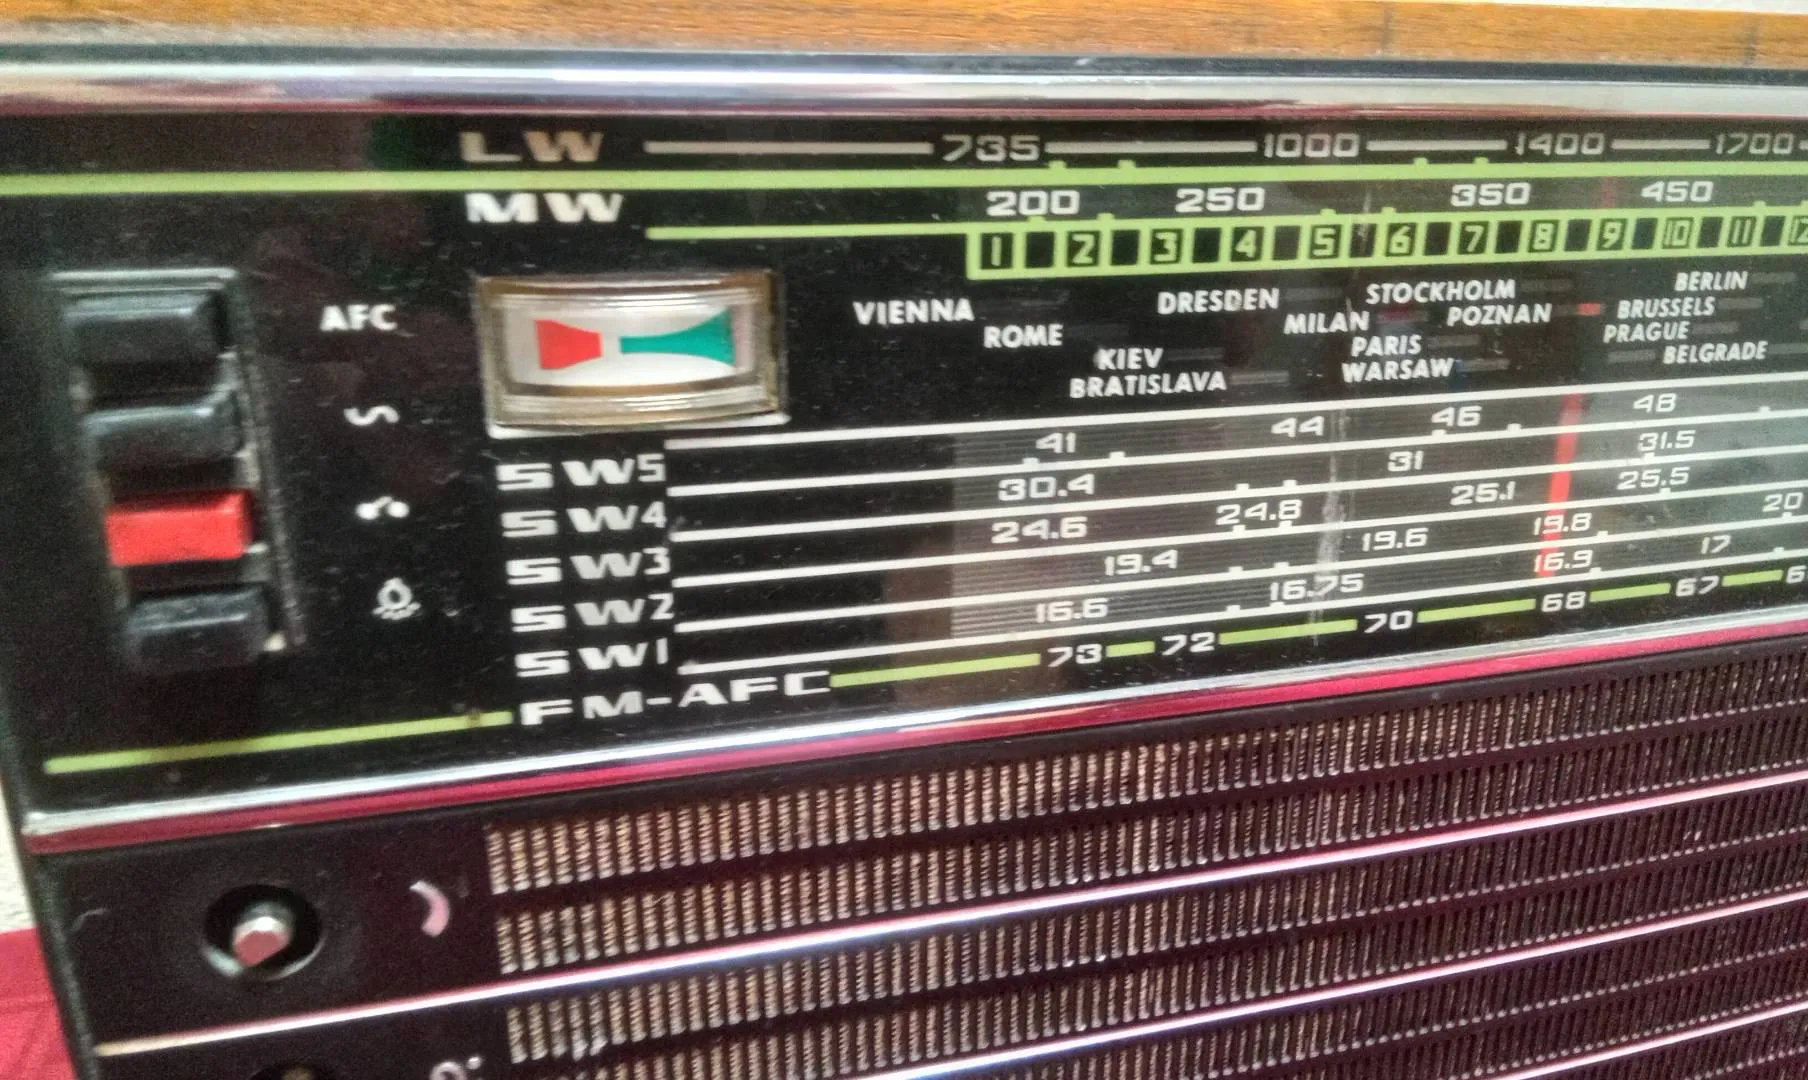 LW 735 1000 1400 1700
MW 200 250 350 450
1 2 3 4 5 6 7 8 9 10 11 12
AFC
VIENNA DRESDEN STOCKHOLM BERLIN
ROME MILAN POZNAN BRUSSELS
KIEV PARIS PRAGUE
BRATISLAVA WARSAW BELGRADE
SW5 41 44 46 48
SW4 30.4 31 31.5
SW3 24.6 24.8 25.1 25.5
SW2 19.4 19.6 19.8 20
SW1 16.6 16.75 16.9 17
FM-AFC 73 72 70 68 67